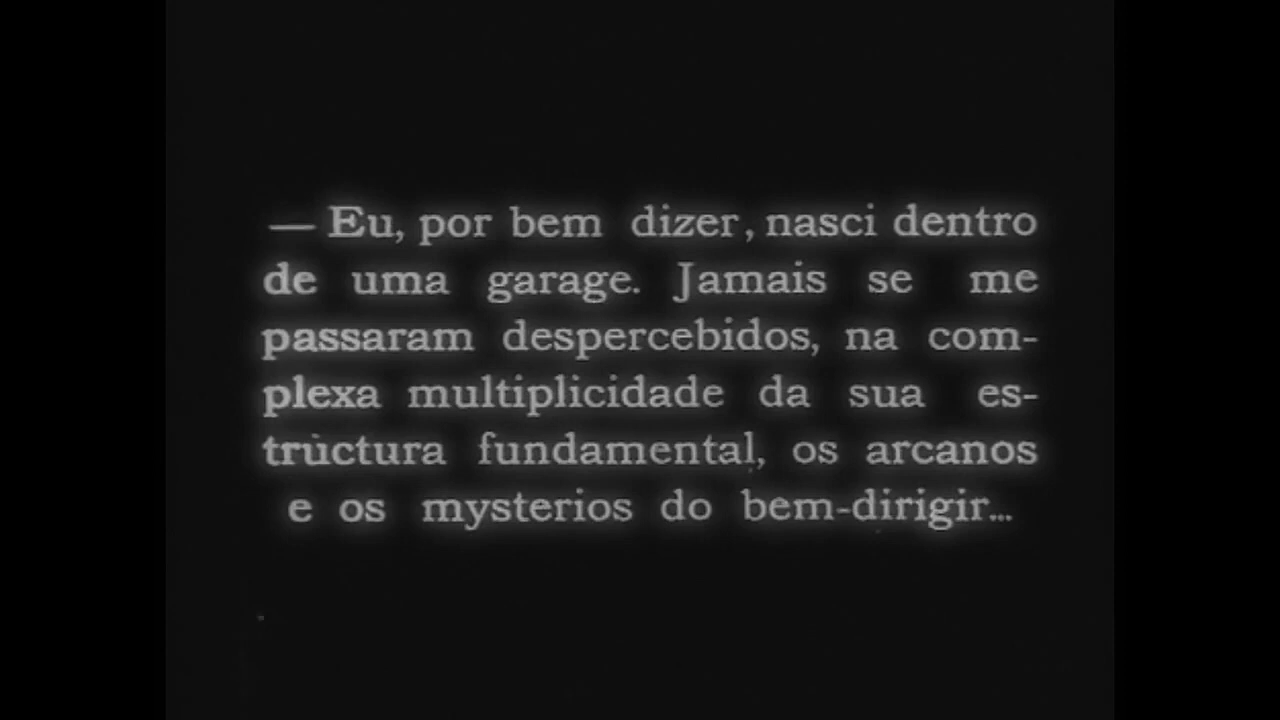 — Eu, por bem dizer, nasci dentro
de uma garage. Jamais se me
passaram despercebidos, na com-
plexa multiplicidade da sua es-
tructura fundamental, os arcanos
e os mysterios do bem-dirigir...